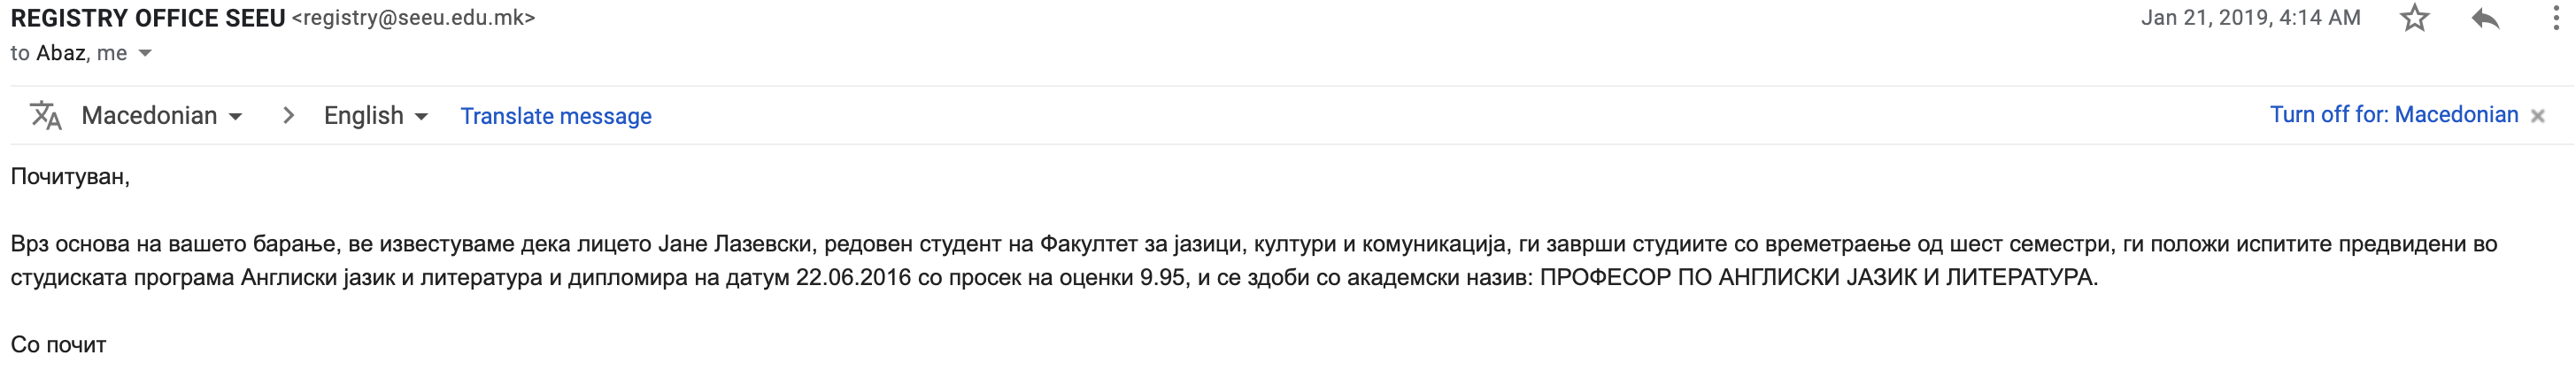 REGISTRY OFFICE SEEU <registry@seeu.edu.mk> Jan 21, 2019, 4:14 AM
to Abaz, me
Macedonian > English Translate message Turn off for: Macedonian ×
Почитуван,
Врз основа на вашето барање, ве известуваме дека лицето Јане Лазевски, редовен студент на Факултет за јазици, култури и комуникација, ги заврши студиите со времетраење од шест семестри, ги положи испитите предвидени во
студиската програма Англиски јазик и литература и дипломира на датум 22.06.2016 со просек на оценки 9.95, и се здоби со академски назив: ПРОФЕСОР ПО АНГЛИСКИ ЈАЗИК И ЛИТЕРАТУРА.
Со почит